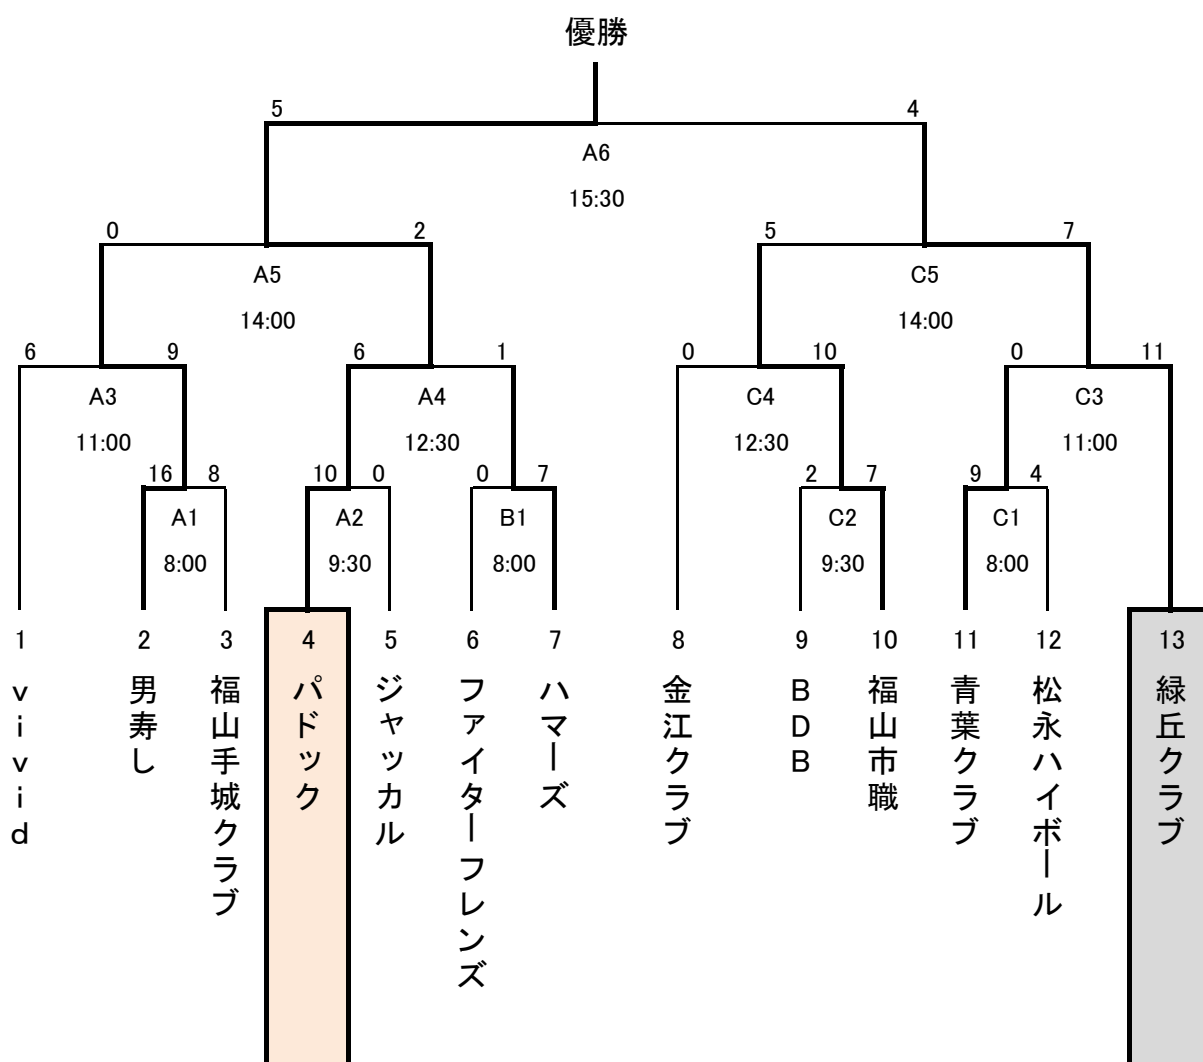 優勝
5 4
A6
15:30
0 2 5 7
A5 C5
14:00 14:00
6 9 6 1 0 10 0 11
A3 A4 C4 C3
11:00 12:30 12:30 11:00
16 8 10 0 0 7 2 7 9 4
A1 A2 B1 C2 C1
8:00 9:30 8:00 9:30 8:00
1 2 3 4 5 6 7 8 9 10 11 12 13
vivid
男寿し
福山手城クラブ
パドック
ジャッカル
ファイターフレンズ
ハマーズ
金江クラブ
BDB
福山市職
青葉クラブ
松永ハイボール
緑丘クラブ